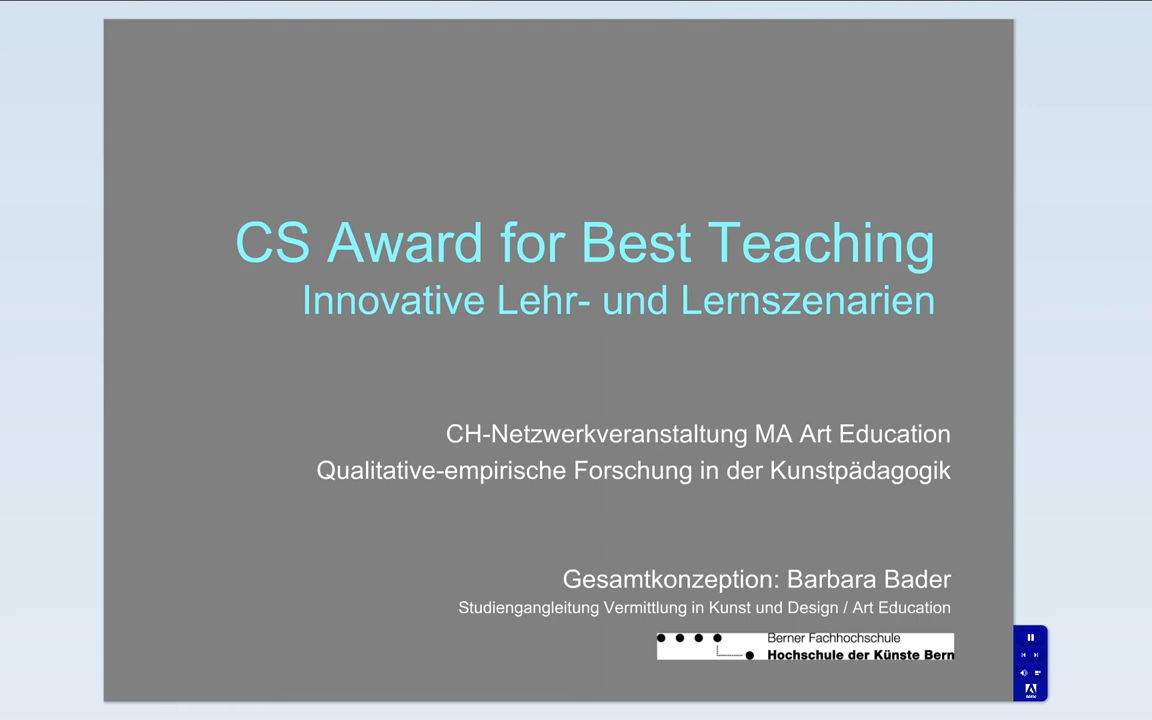 CS Award for Best Teaching
Innovative Lehr- und Lernszenarien
CH-Netzwerkveranstaltung MA Art Education
Qualitative-empirische Forschung in der Kunstpädagogik
Gesamtkonzeption: Barbara Bader
Studiengangleitung Vermittlung in Kunst und Design / Art Education
Berner Fachhochschule
Hochschule der Künste Bern